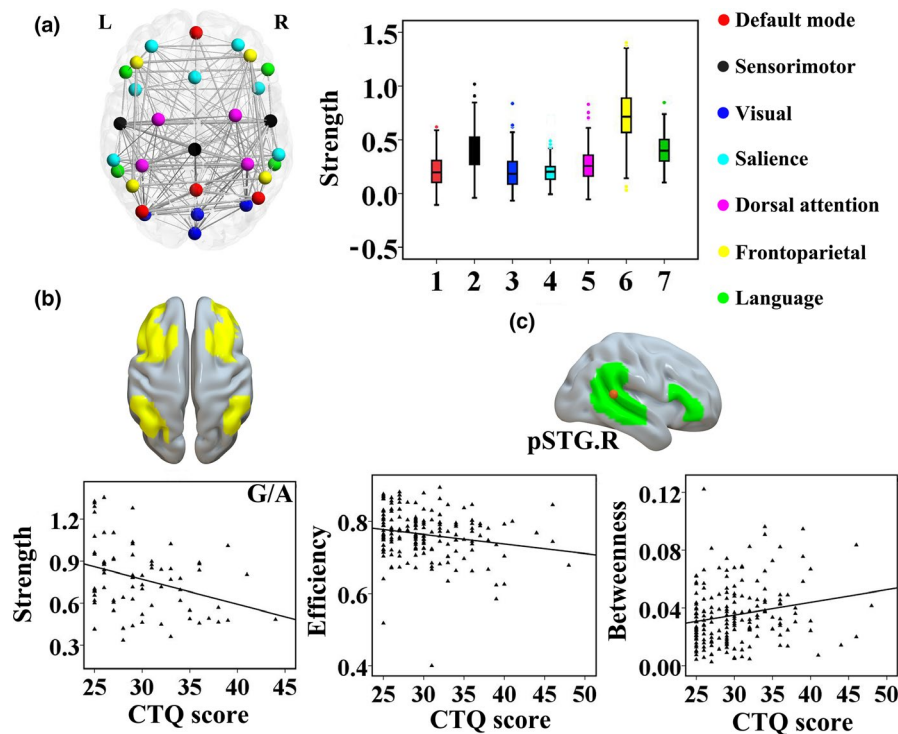 (a)
L R
Strength
1.5
1.0
0.5
0.0
-0.5
1 2 3 4 5 6 7
Default mode
Sensorimotor
Visual
Salience
Dorsal attention
Frontoparietal
Language
(b)
(c)
pSTG.R
G/A
Strength
1.2
0.9
0.6
0.3
25 30 35 40 45
CTQ score
Efficiency
0.8
0.6
0.4
25 30 35 40 45 50
CTQ score
Betweenness
0.12
0.08
0.04
0.00
25 30 35 40 45 50
CTQ score